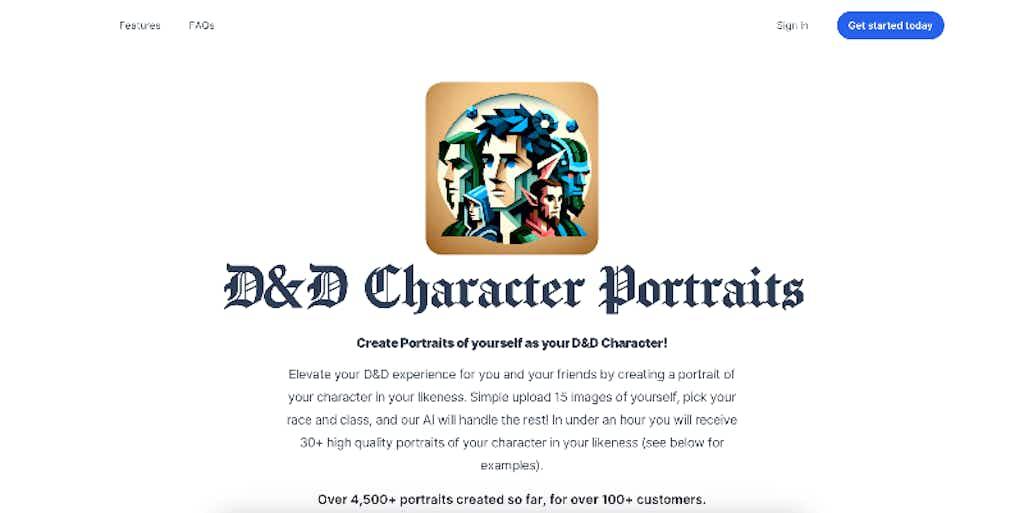 Features FAQs Sign In Get started today
D&D Character Portraits
Create Portraits of yourself as your D&D Character!
Elevate your D&D experience for you and your friends by creating a portrait of
your character in your likeness. Simple upload 15 images of yourself, pick your
race and class, and our AI will handle the rest! In under an hour you will receive
30+ high quality portraits of your character in your likeness (see below for
examples).
Over 4,500+ portraits created so far, for over 100+ customers.